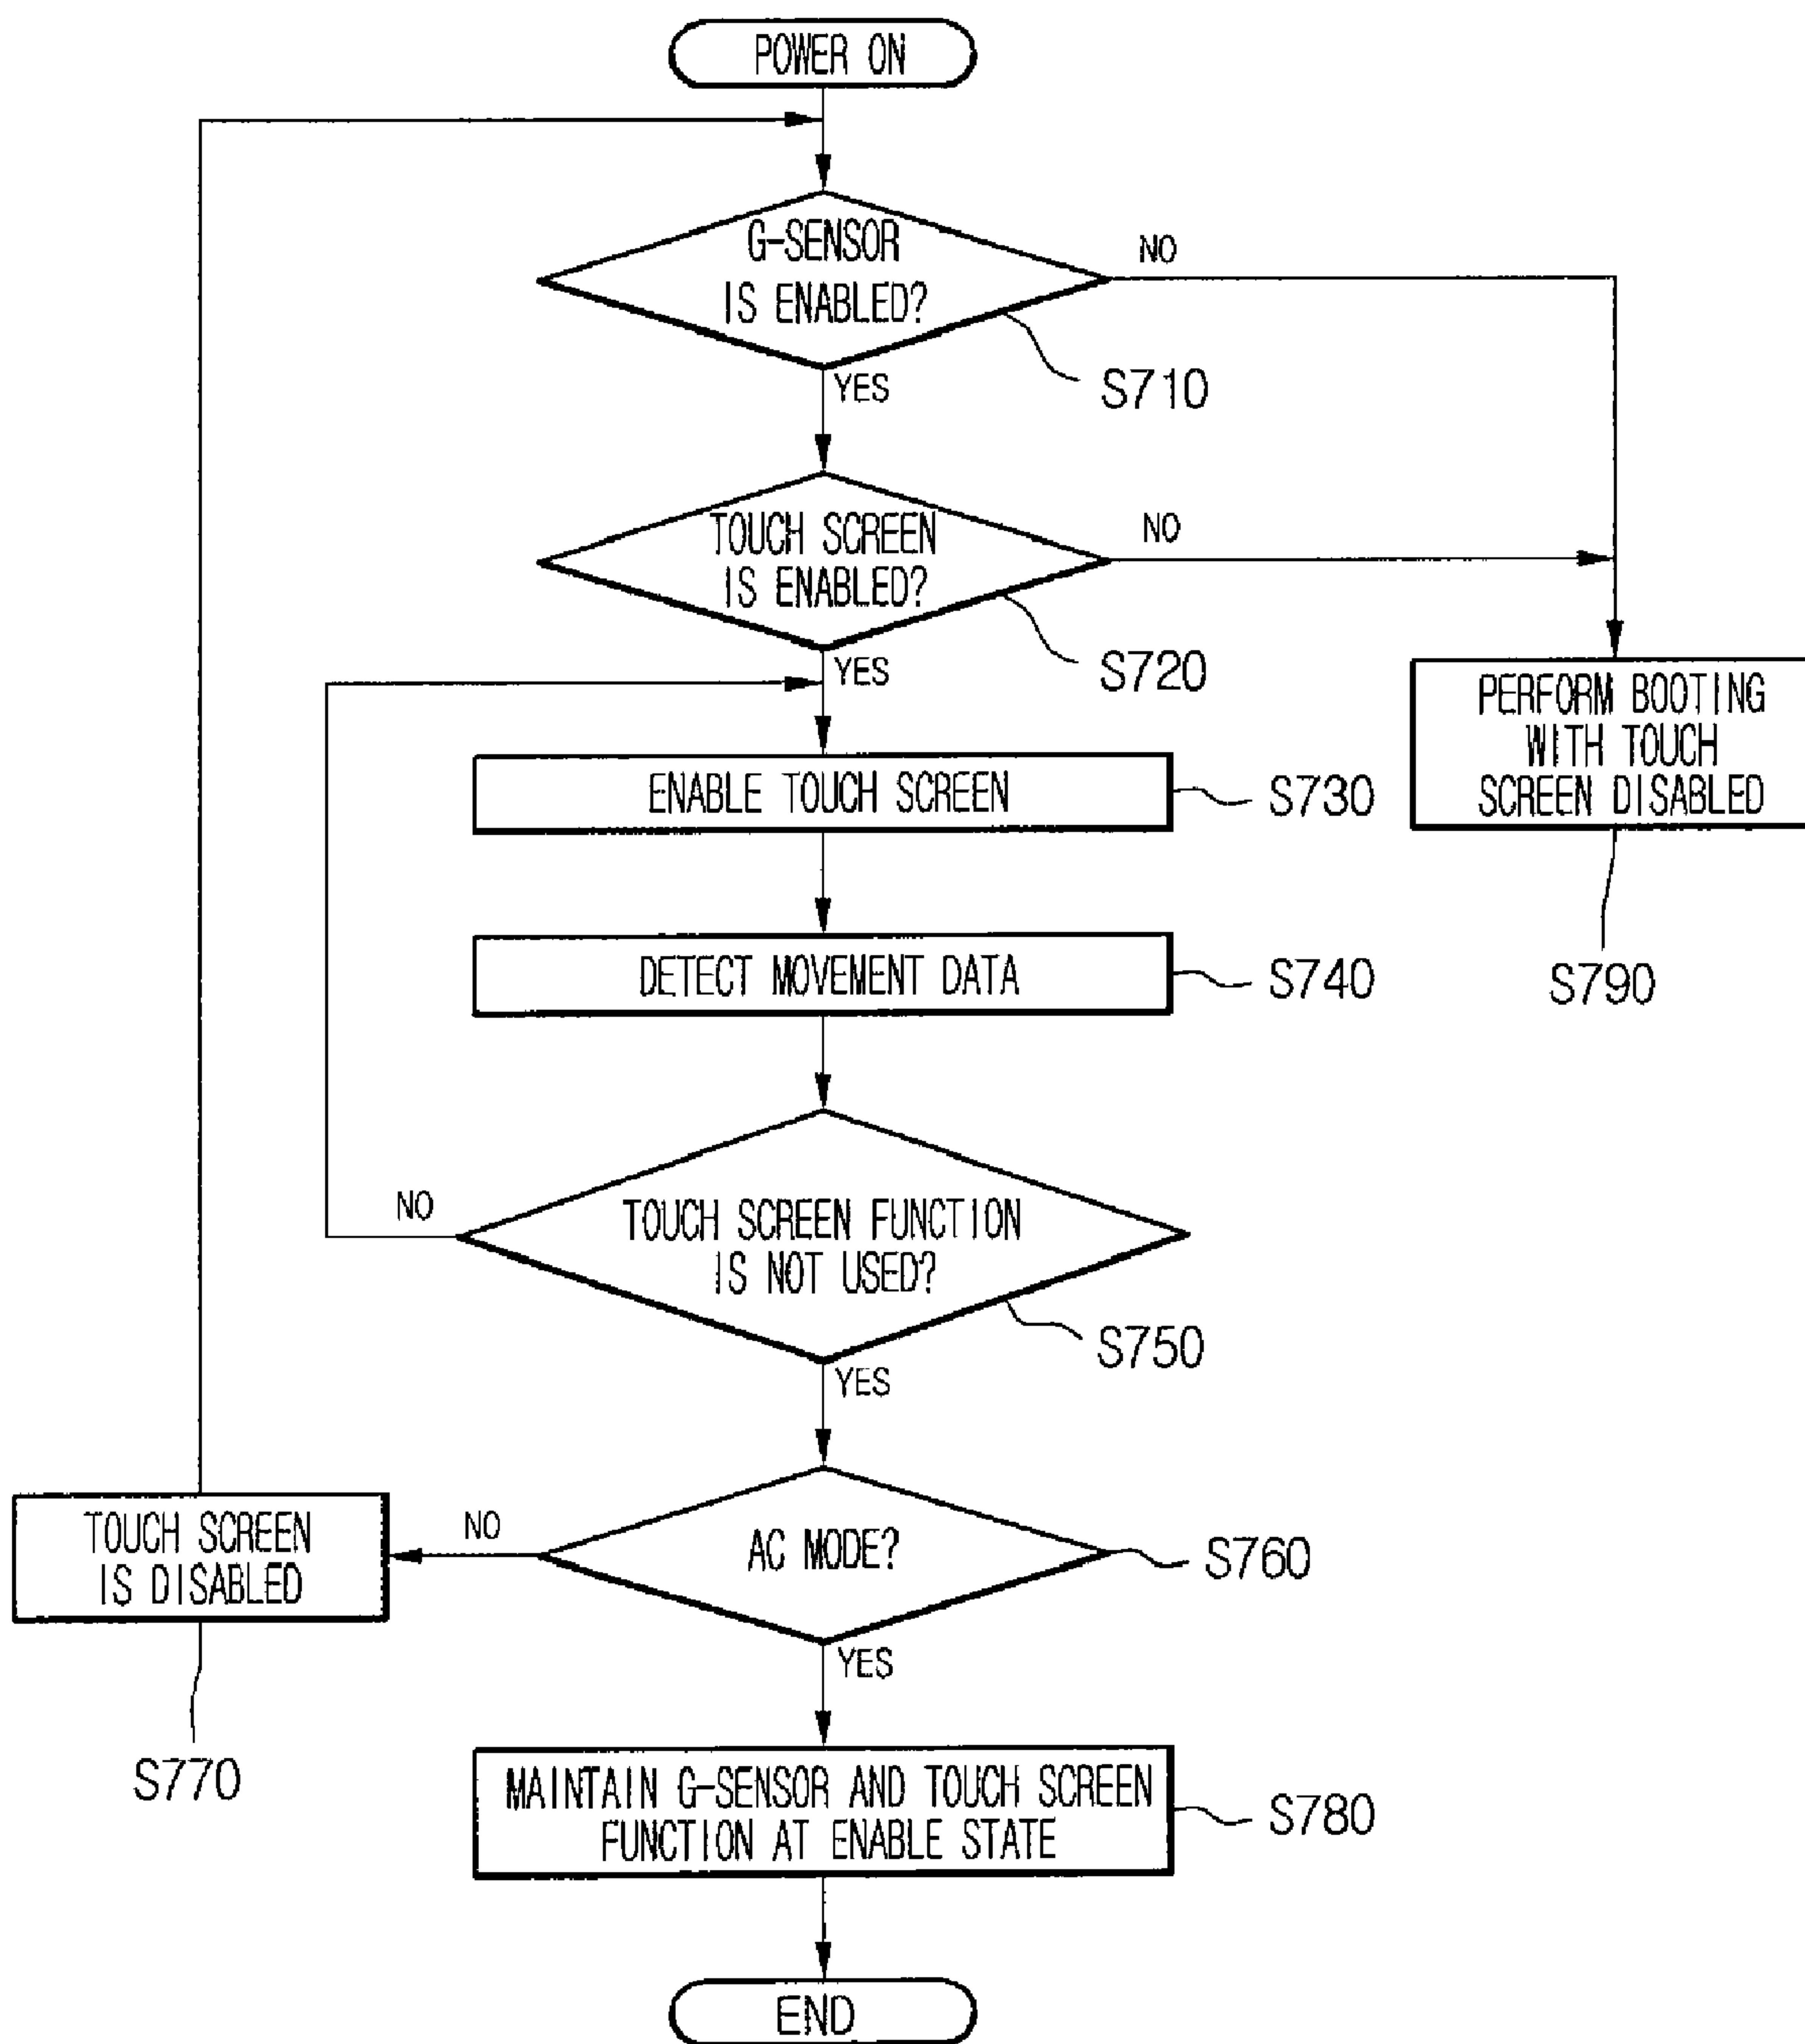 POWER ON
G-SENSOR
IS ENABLED?
NO
S710
YES
TOUCH SCREEN
IS ENABLED?
NO
S720
YES
PERFORM BOOTING
WITH TOUCH
SCREEN DISABLED
S790
ENABLE TOUCH SCREEN
S730
DETECT MOVEMENT DATA
S740
NO
TOUCH SCREEN FUNCTION
IS NOT USED?
S750
YES
TOUCH SCREEN
IS DISABLED
S770
NO
AC MODE?
S760
YES
MAINTAIN G-SENSOR AND TOUCH SCREEN
FUNCTION AT ENABLE STATE
S780
END